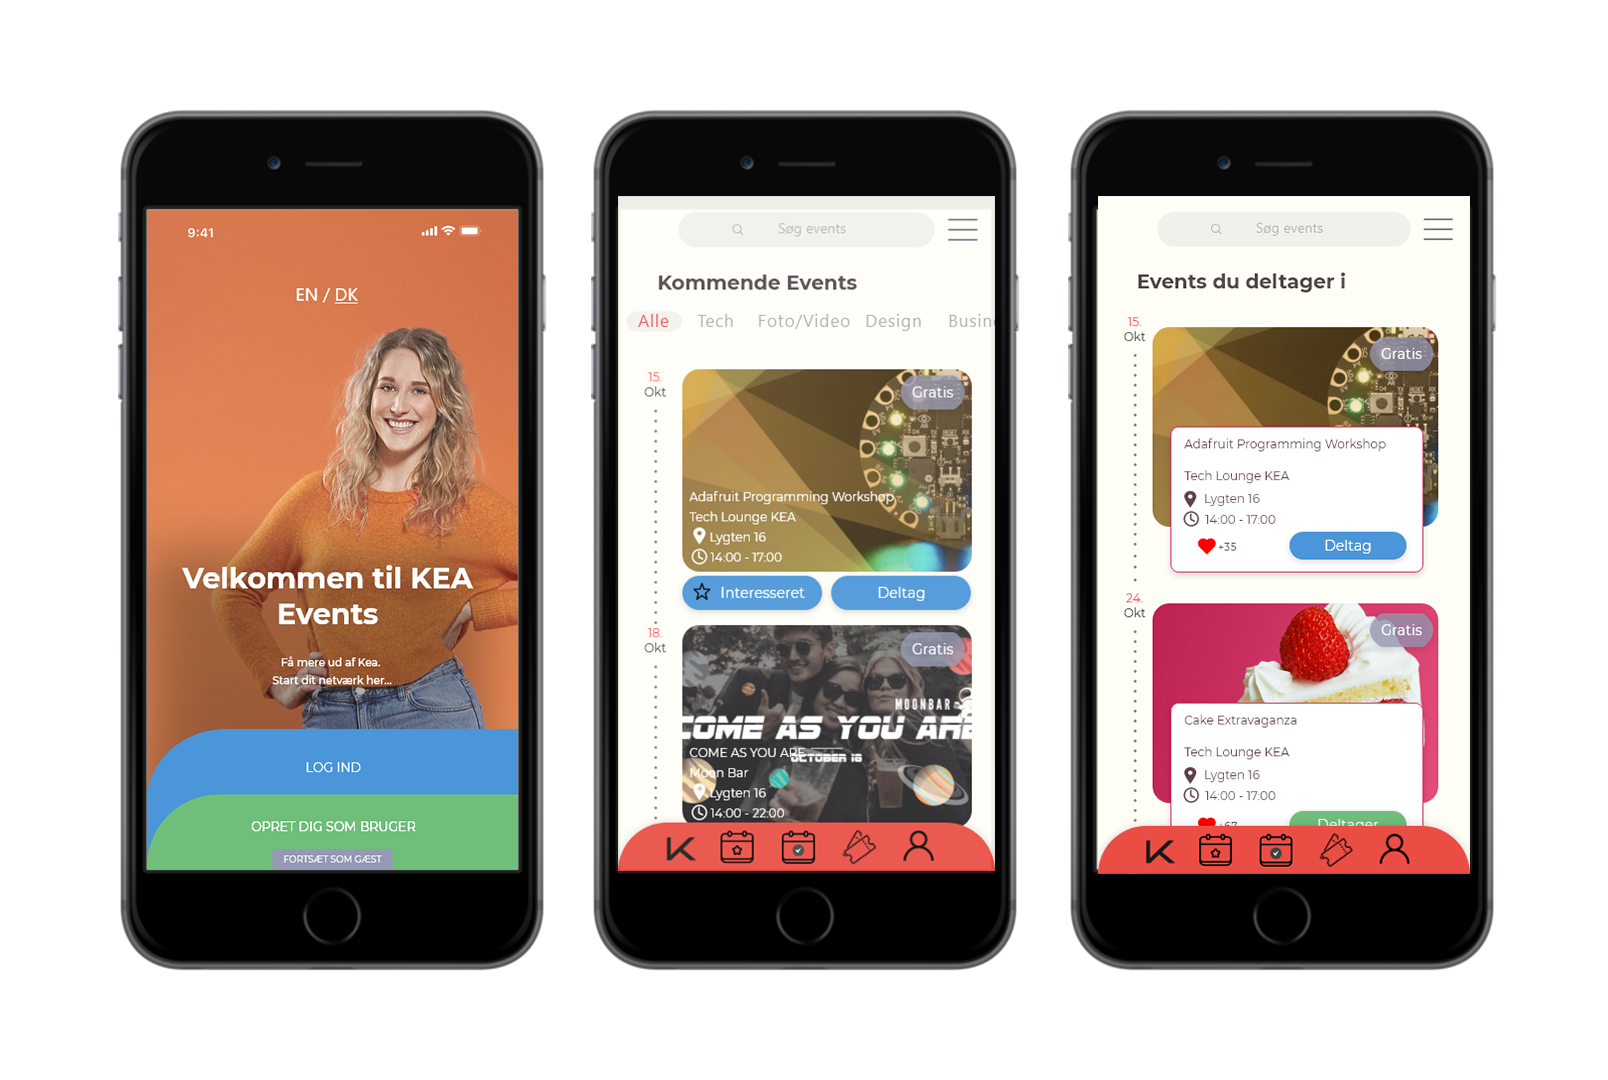 9:41
EN / DK
Velkommen til KEA
Events
Få mere ud af Kea.
Start dit netværk her...
LOG IND
OPRET DIG SOM BRUGER
FORTSÆT SOM GÆST
Søg events
Kommende Events
Alle Tech Foto/Video Design Busin
15.
Okt
Gratis
Adafruit Programming Workshop
Tech Lounge KEA
Lygten 16
14:00 - 17:00
Interesseret Deltag
18.
Okt
Gratis
MOONBAR
COME AS YOU ARE
COME AS YOU ARE
OCTOBER 18
Moon Bar
Lygten 16
14:00 - 22:00
K
Søg events
Events du deltager i
15.
Okt
Gratis
Adafruit Programming Workshop
Tech Lounge KEA
Lygten 16
14:00 - 17:00
+35 Deltag
24.
Okt
Gratis
Cake Extravaganza
Tech Lounge KEA
Lygten 16
14:00 - 17:00
+67 Deltager
K